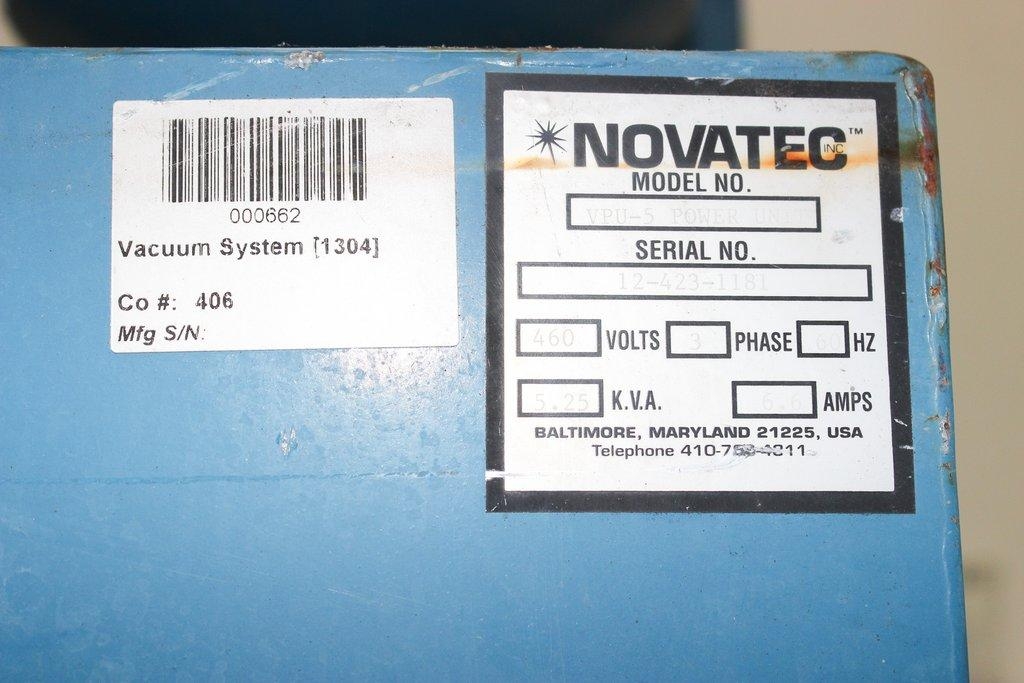 000662
Vacuum System [1304]
Co #: 406
Mfg S/N:
NOVATEC INC ™
MODEL NO.
VPU-5 POWER UNIT
SERIAL NO.
12-423-1181
460 VOLTS 3 PHASE 60 HZ
5.25 K.V.A. 6.6 AMPS
BALTIMORE, MARYLAND 21225, USA
Telephone